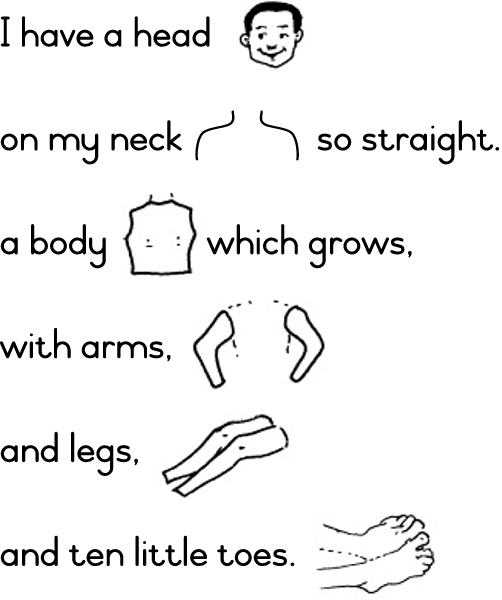 I have a head
on my neck so straight.
a body which grows,
with arms,
and legs,
and ten little toes.